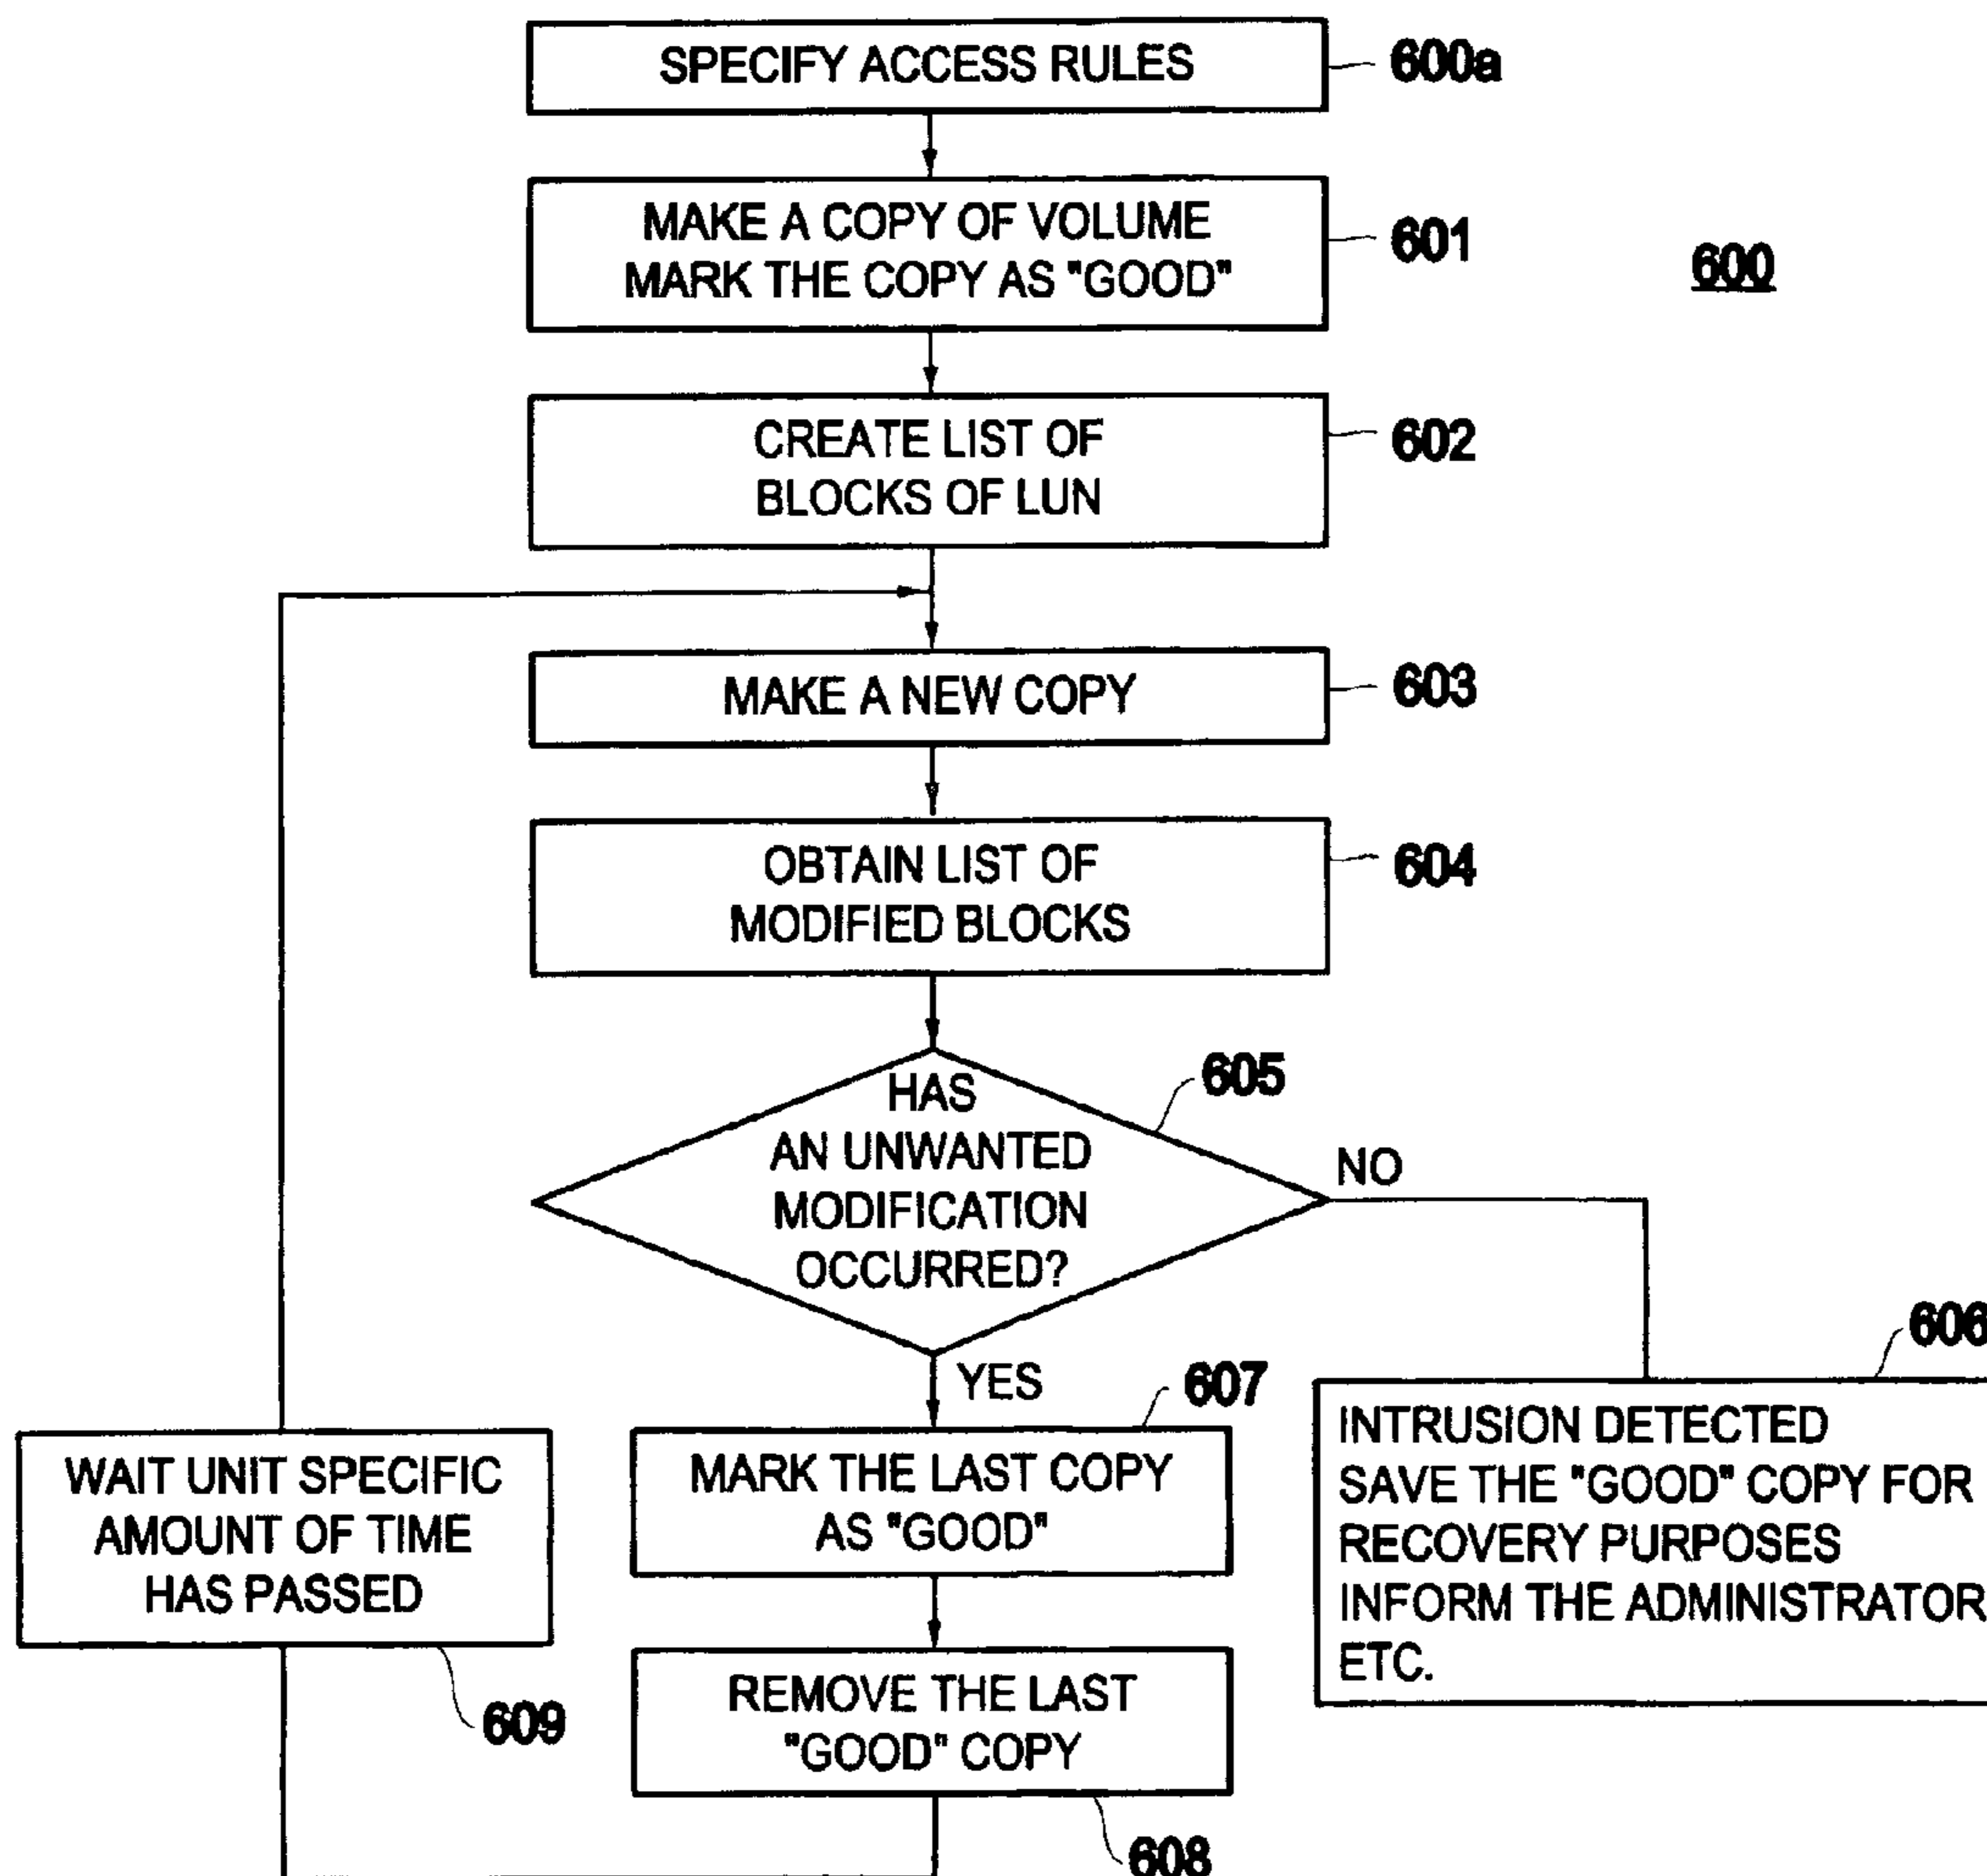 SPECIFY ACCESS RULES
600a
MAKE A COPY OF VOLUME
MARK THE COPY AS "GOOD"
601
600
CREATE LIST OF
BLOCKS OF LUN
602
MAKE A NEW COPY
603
OBTAIN LIST OF
MODIFIED BLOCKS
604
HAS
AN UNWANTED
MODIFICATION
OCCURRED?
605
NO
606
YES
607
INTRUSION DETECTED
SAVE THE "GOOD" COPY FOR
RECOVERY PURPOSES
INFORM THE ADMINISTRATOR
ETC.
MARK THE LAST COPY
AS "GOOD"
WAIT UNIT SPECIFIC
AMOUNT OF TIME
HAS PASSED
609
REMOVE THE LAST
"GOOD" COPY
608